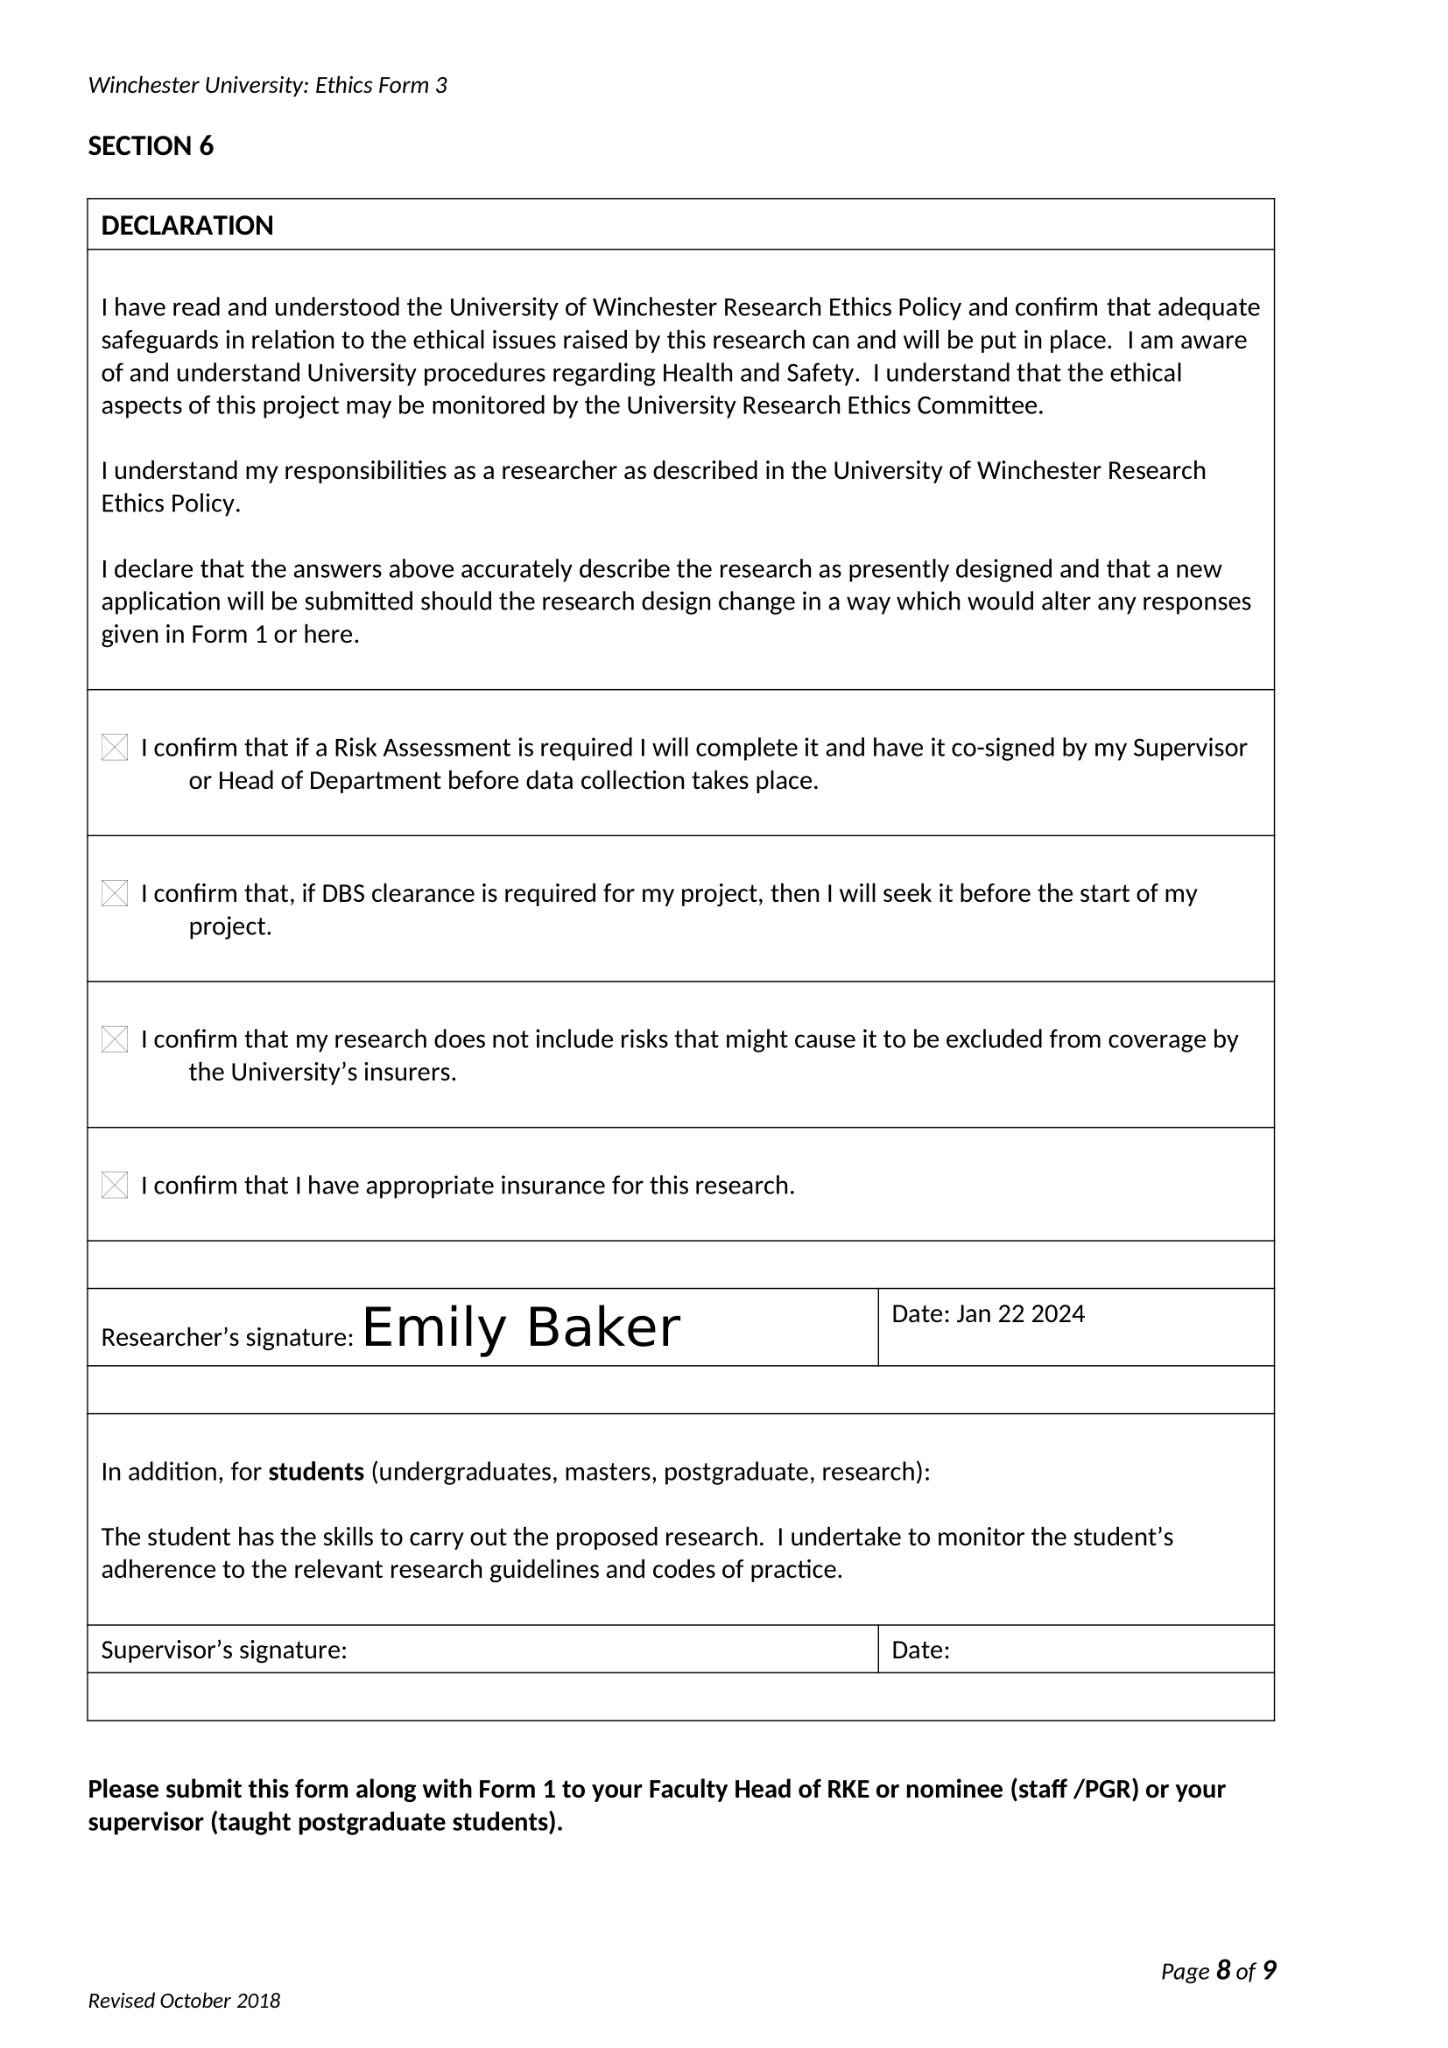 Winchester University: Ethics Form 3
SECTION 6
DECLARATION
I have read and understood the University of Winchester Research Ethics Policy and confirm that adequate
safeguards in relation to the ethical issues raised by this research can and will be put in place.  I am aware
of and understand University procedures regarding Health and Safety.  I understand that the ethical
aspects of this project may be monitored by the University Research Ethics Committee.
I understand my responsibilities as a researcher as described in the University of Winchester Research
Ethics Policy.
I declare that the answers above accurately describe the research as presently designed and that a new
application will be submitted should the research design change in a way which would alter any responses
given in Form 1 or here.
☒ I confirm that if a Risk Assessment is required I will complete it and have it co-signed by my Supervisor
or Head of Department before data collection takes place.
☒ I confirm that, if DBS clearance is required for my project, then I will seek it before the start of my
project.
☒ I confirm that my research does not include risks that might cause it to be excluded from coverage by
the University’s insurers.
☒ I confirm that I have appropriate insurance for this research.
Researcher’s signature: Emily Baker
Date: Jan 22 2024
In addition, for students (undergraduates, masters, postgraduate, research):
The student has the skills to carry out the proposed research.  I undertake to monitor the student’s
adherence to the relevant research guidelines and codes of practice.
Supervisor’s signature:
Date:
Please submit this form along with Form 1 to your Faculty Head of RKE or nominee (staff /PGR) or your
supervisor (taught postgraduate students).
Page 8 of 9
Revised October 2018